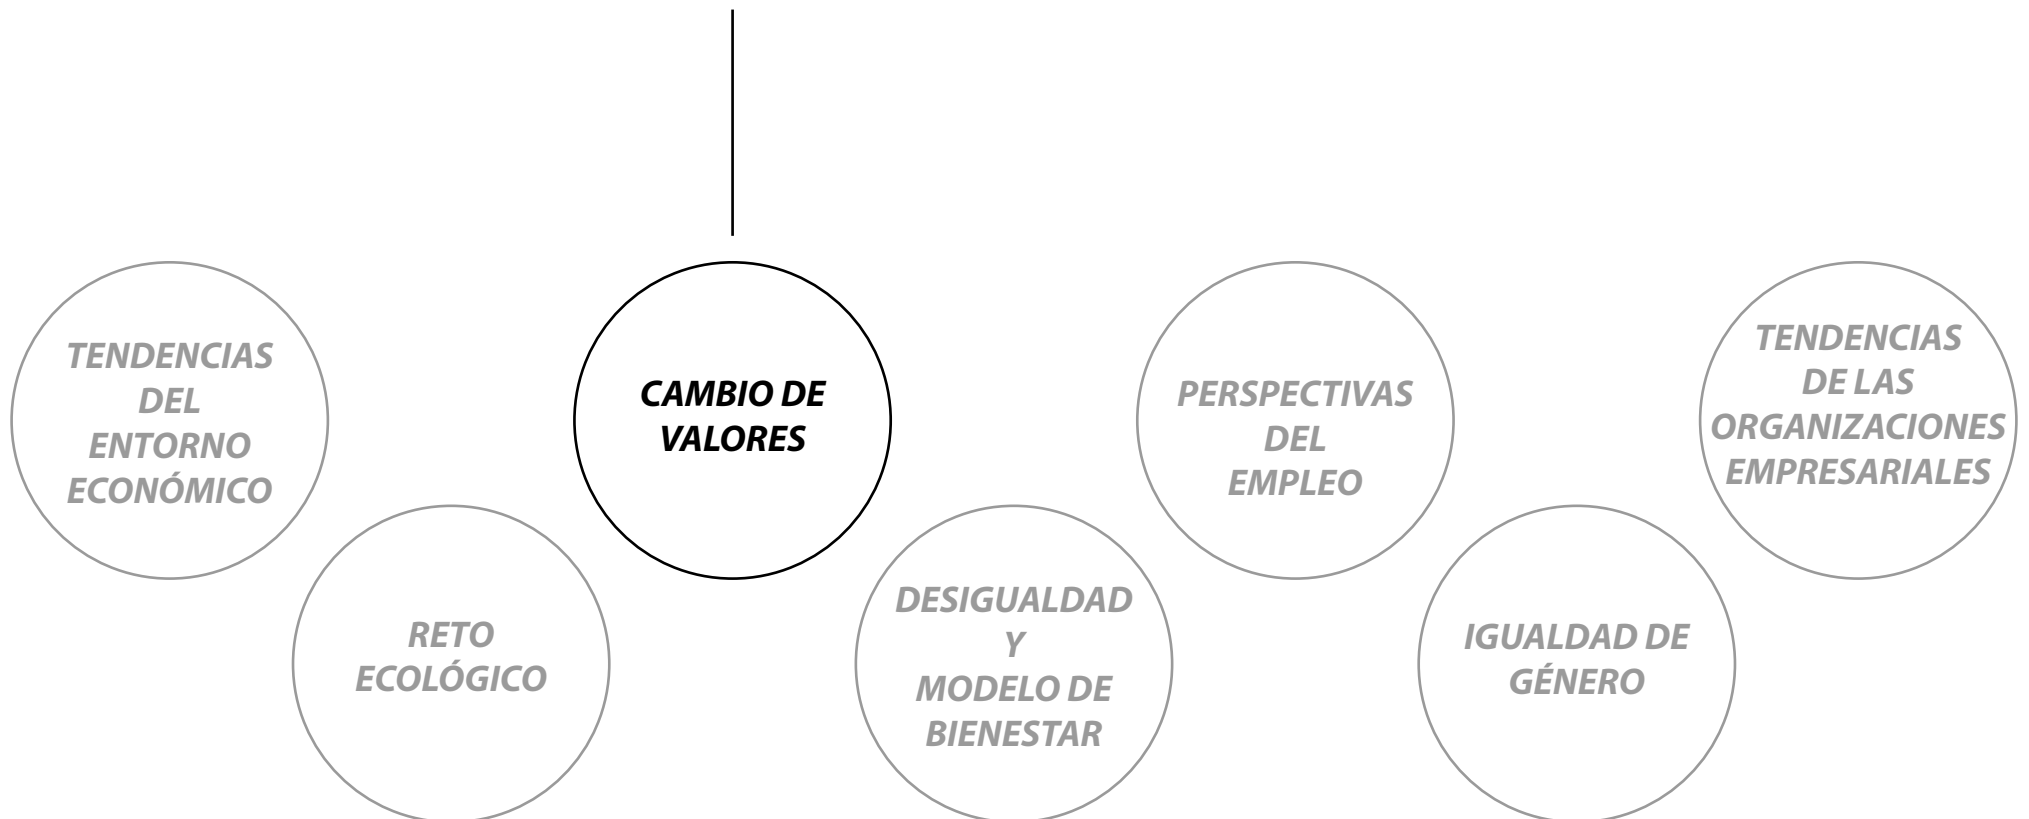 TENDENCIAS
DEL
ENTORNO
ECONÓMICO
RETO
ECOLÓGICO
CAMBIO DE
VALORES
DESIGUALDAD
Y
MODELO DE
BIENESTAR
PERSPECTIVAS
DEL
EMPLEO
IGUALDAD DE
GÉNERO
TENDENCIAS
DE LAS
ORGANIZACIONES
EMPRESARIALES